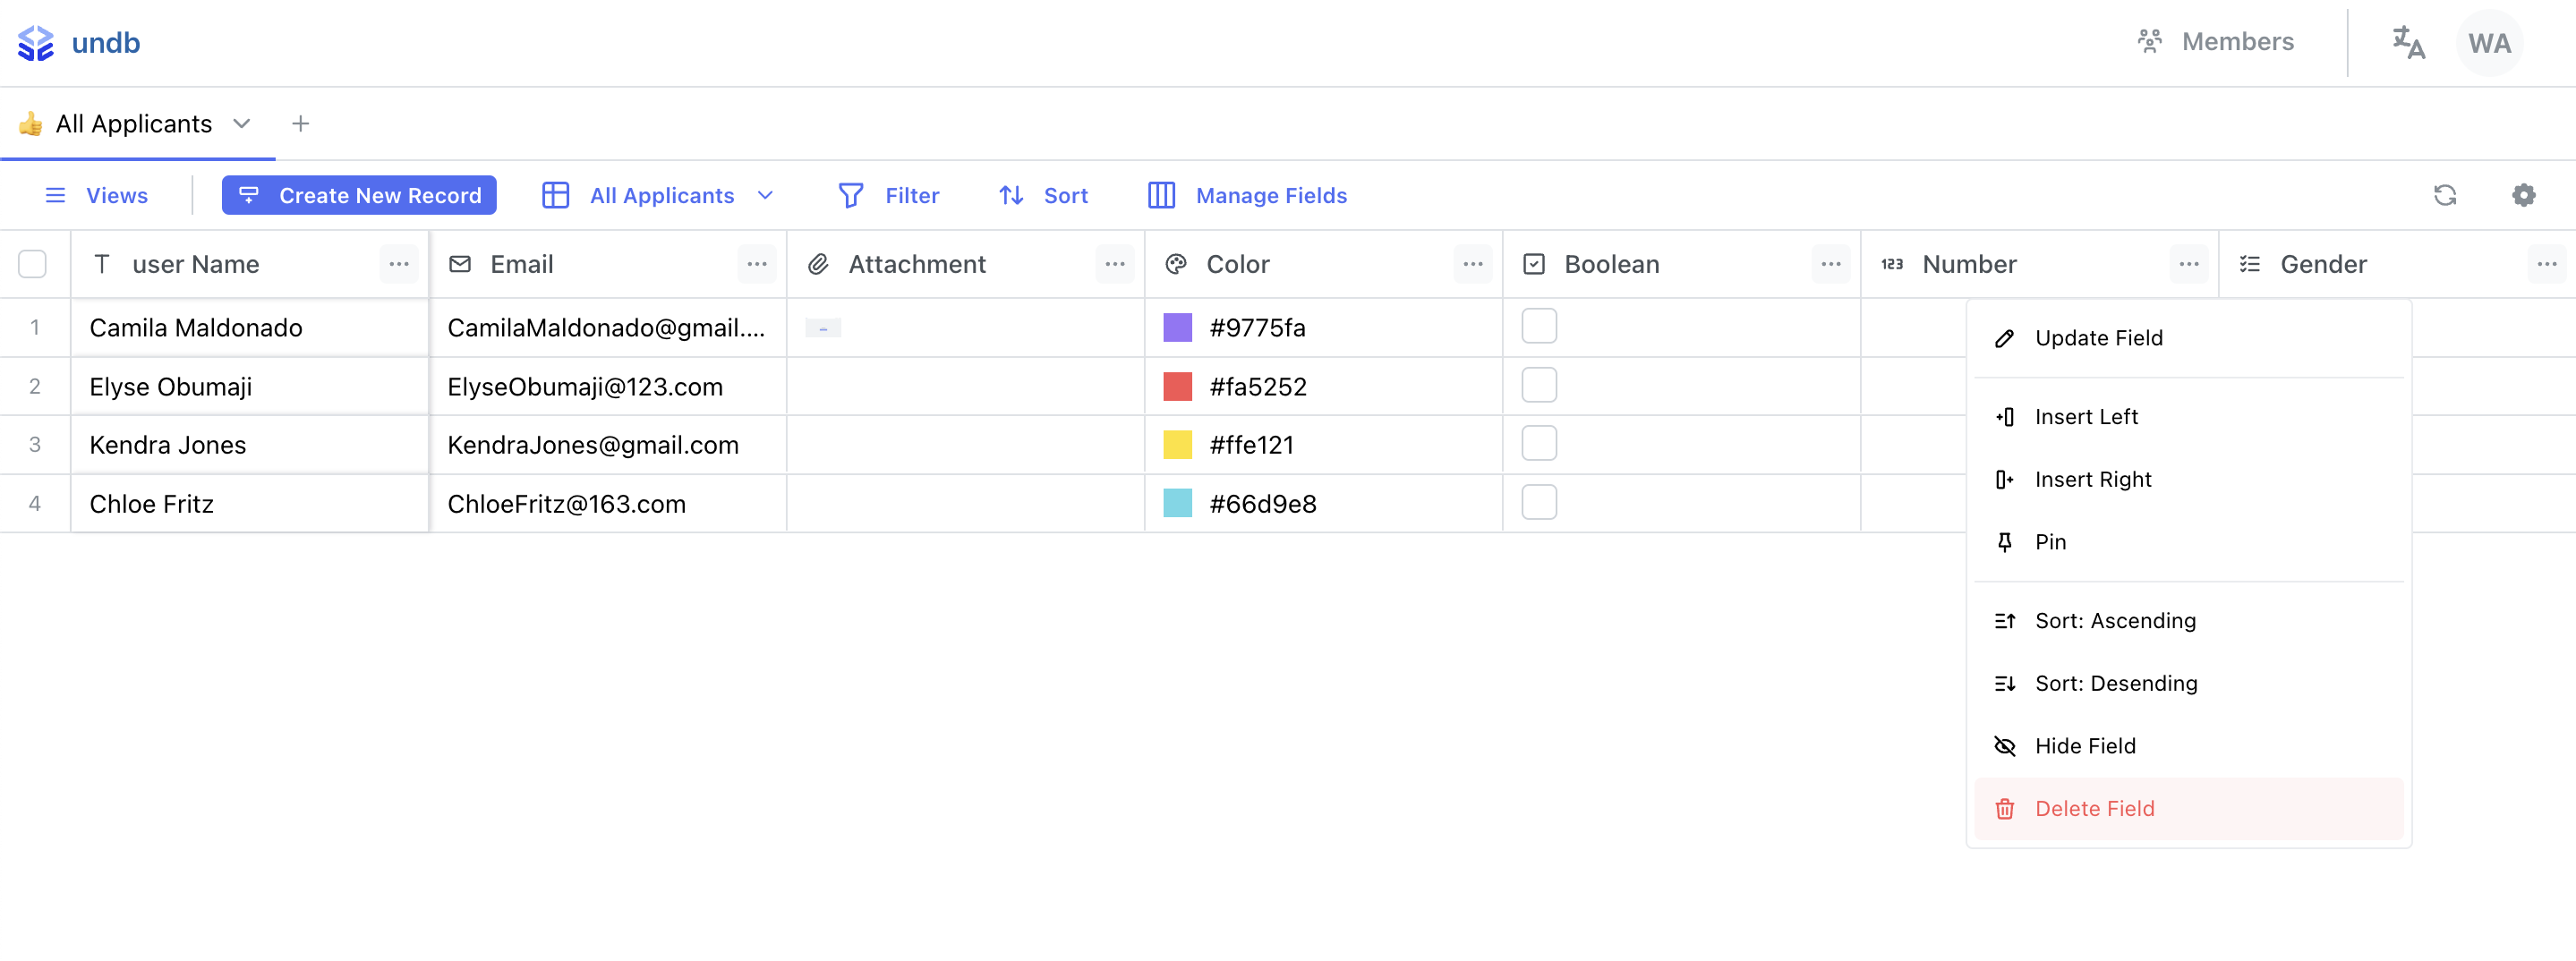 undb
Members
WA
All Applicants
Views
Create New Record
All Applicants
Filter
Sort
Manage Fields
user Name
Email
Attachment
Color
Boolean
123 Number
Gender
1 Camila Maldonado CamilaMaldonado@gmail.... - #9775fa
2 Elyse Obumaji ElyseObumaji@123.com #fa5252
3 Kendra Jones KendraJones@gmail.com #ffe121
4 Chloe Fritz ChloeFritz@163.com #66d9e8
Update Field
Insert Left
Insert Right
Pin
Sort: Ascending
Sort: Desending
Hide Field
Delete Field